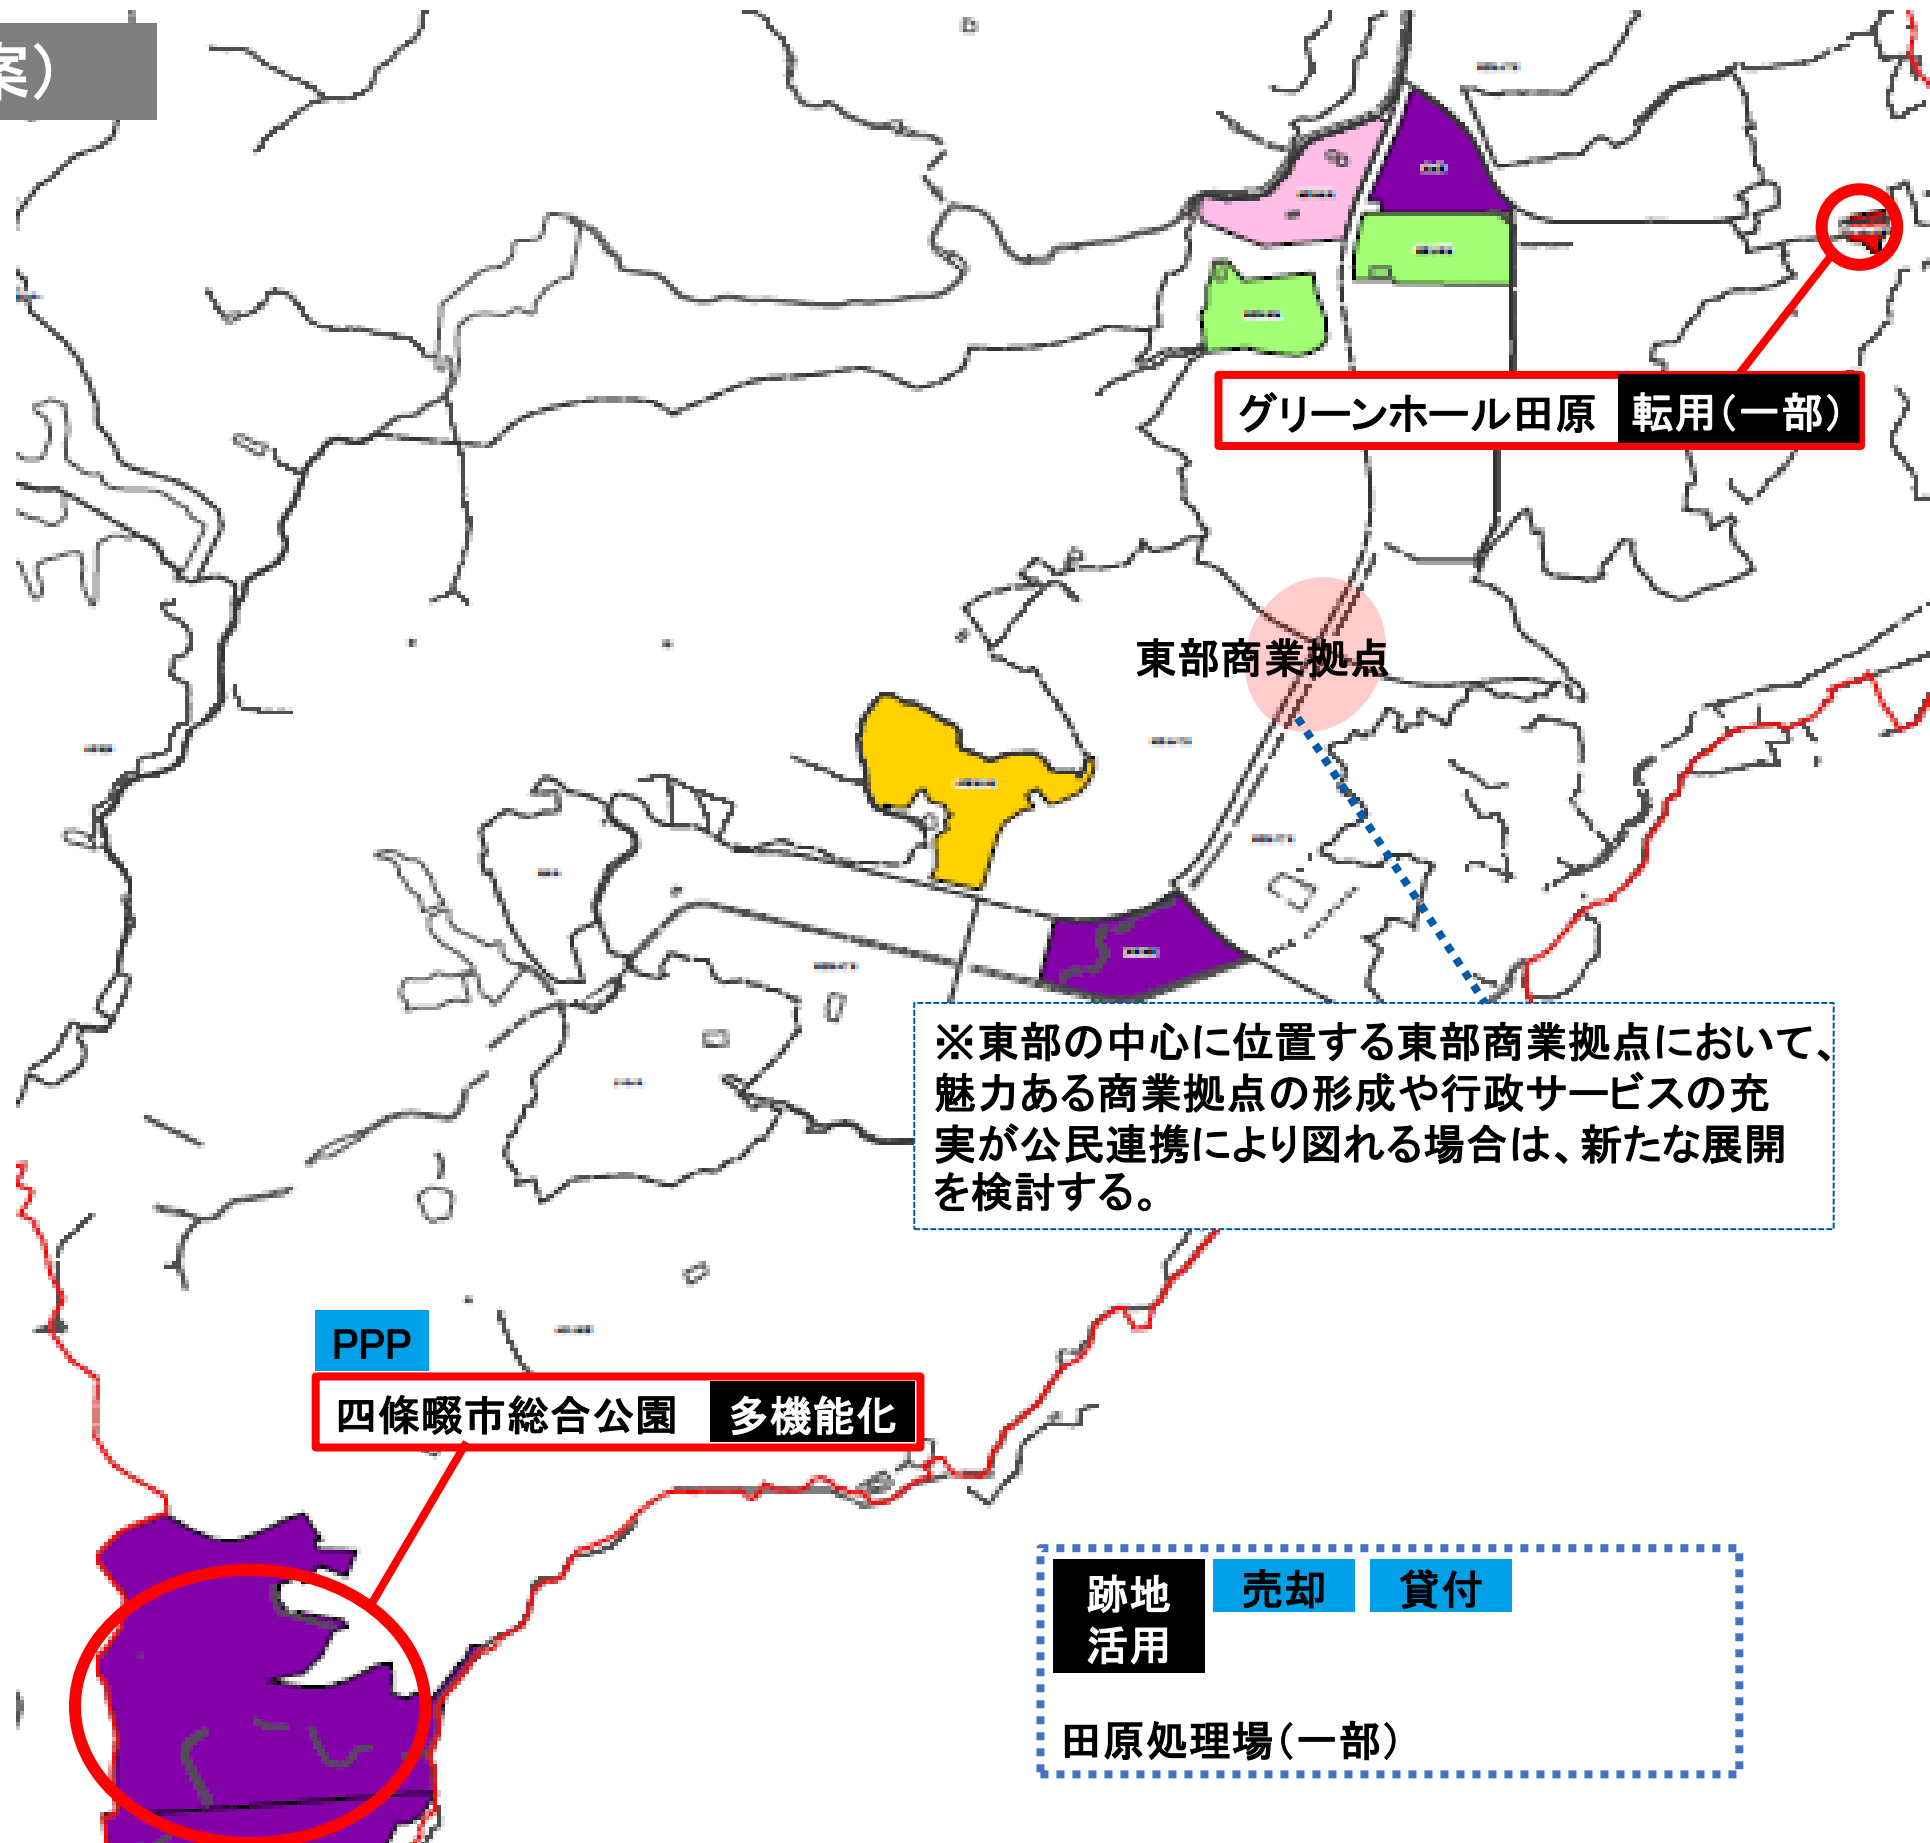 案）
グリーンホール田原 転用（一部）
東部商業拠点
※東部の中心に位置する東部商業拠点において、
魅力ある商業拠点の形成や行政サービスの充
実が公民連携により図れる場合は、新たな展開
を検討する。
PPP
四條畷市総合公園 多機能化
跡地
活用
売却 貸付
田原処理場（一部）